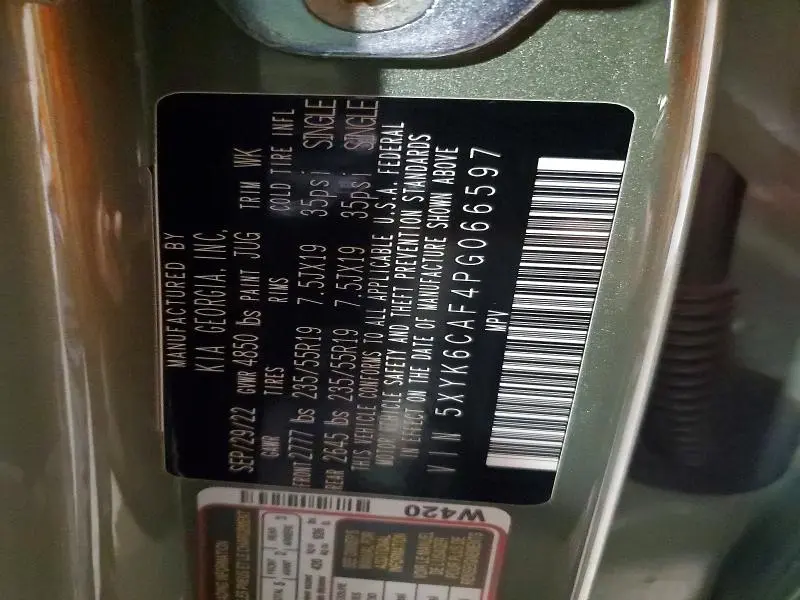 MANUFACTURED BY
KIA GEORGIA, INC.
SEP/29/22 GVWR 4850 lbs PAINT JUG TRIM WK
GAWR TIRES RIMS COLD TIRE INFL
FRONT 2777 lbs 235/55R19 7.5JX19 35psi SINGLE
REAR 2645 lbs 235/55R19 7.5JX19 35psi SINGLE
THIS VEHICLE CONFORMS TO ALL APPLICABLE U.S.A. FEDERAL
MOTOR VEHICLE SAFETY AND THEFT PREVENTION STANDARDS
IN EFFECT ON THE DATE OF MANUFACTURE SHOWN ABOVE
VIN 5XYK6CAF4PG066597
MPV
W420